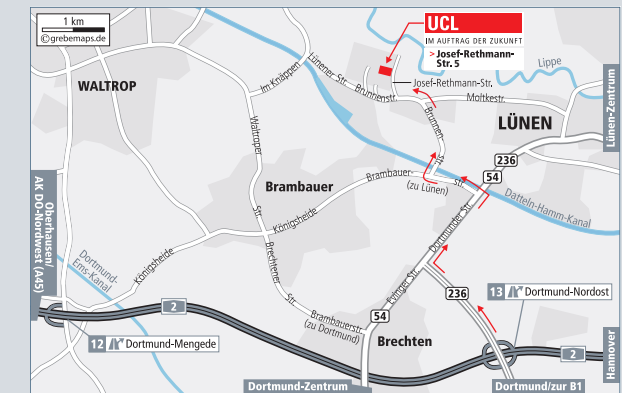 1 km
© grebemaps.de
UCL
IM AUFTRAG DER ZUKUNFT
> Josef-Rethmann-
Str. 5
Josef-Rethmann-Str.
Lippe
WALTROP
Im Knäppen
Lünener Str.
Brunnenstr.
Moltkestr.
LÜNEN
Lünen-Zentrum
Brunnen-
str.
236
54
Waltroper
Str.
Brambauer
Brambauer
str.
(zu Lünen)
Datteln-Hamm-Kanal
Oberhausen/
AK DO-Nordwest (A45)
Dortmund-
Ems-Kanal
Königsheide
Königsheide
Dortmunder Str.
Brechtener
Str.
Evinger Str.
236
13 Dortmund-Nordost
2
Brambauerstr.
(zu Dortmund)
54
12 Dortmund-Mengede
Brechten
2
Hannover
Dortmund-Zentrum
Dortmund/zur B1